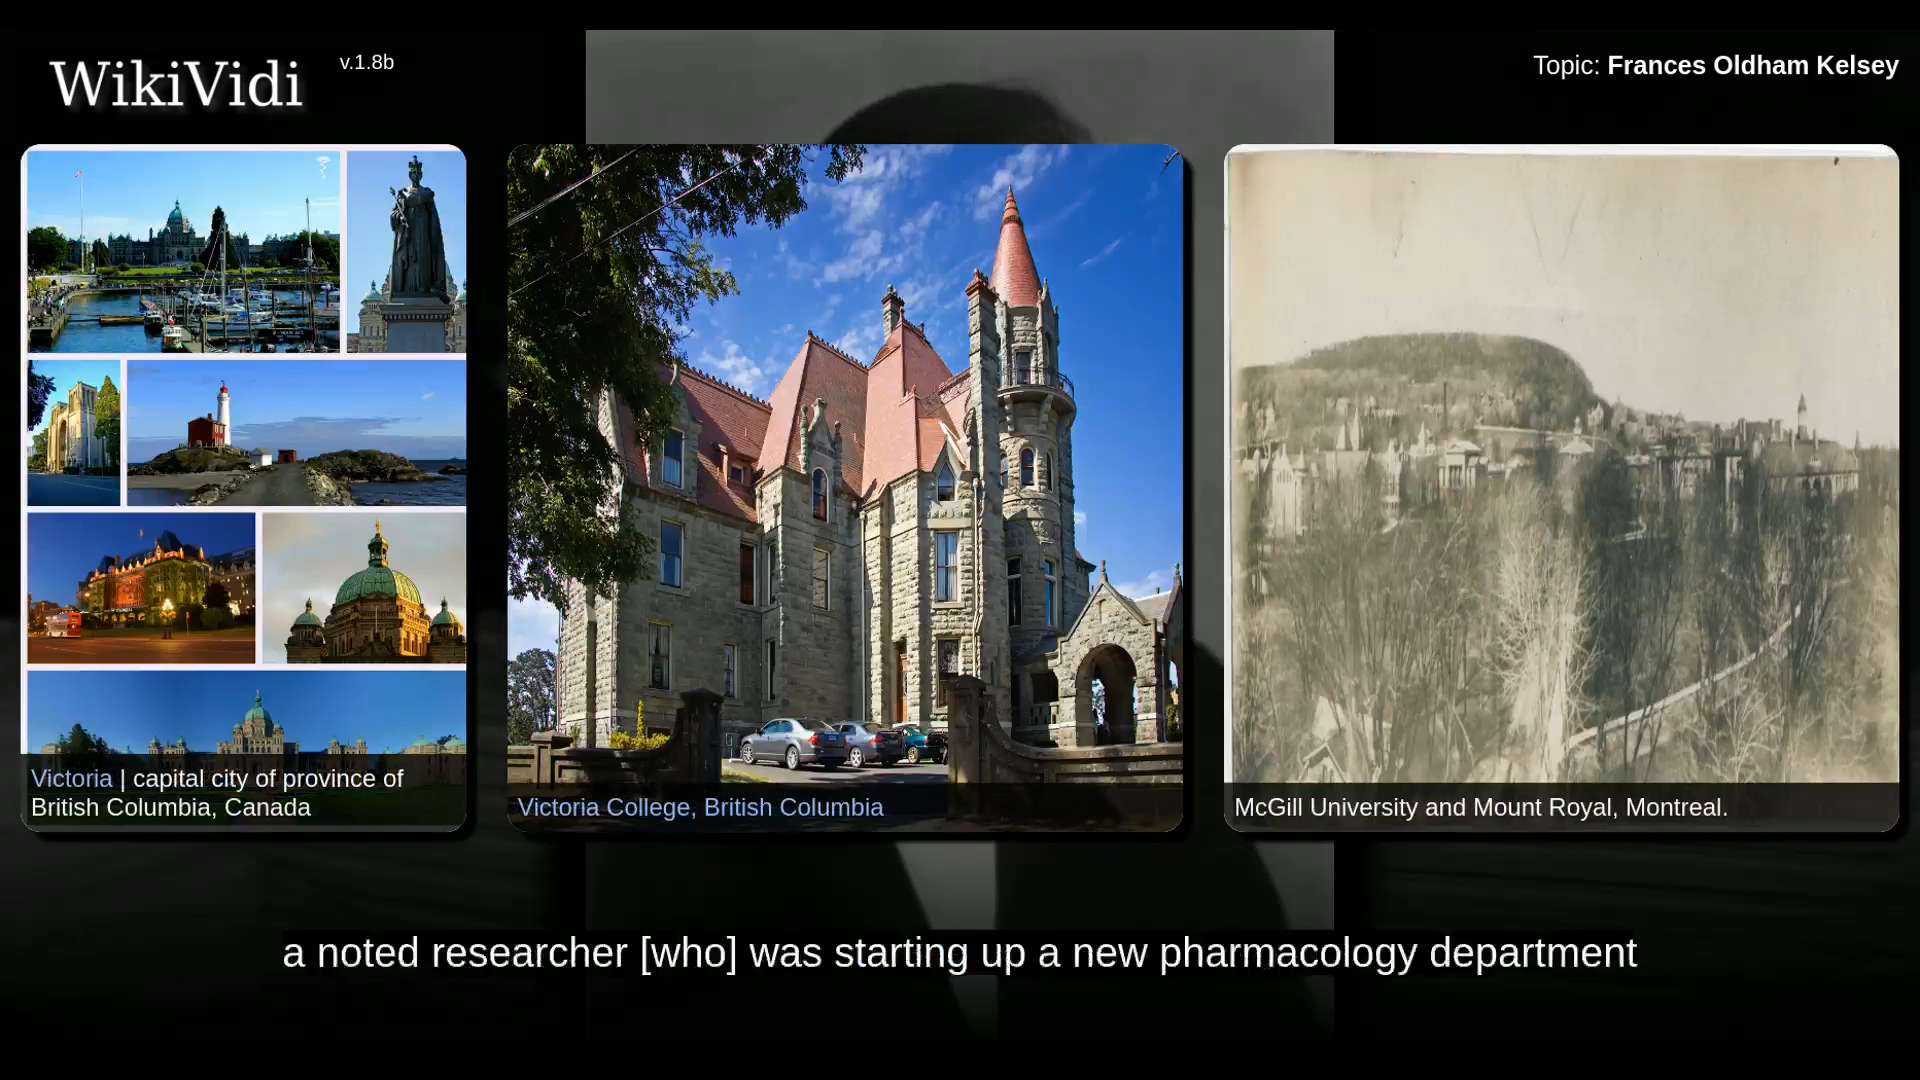 WikiVidi
v.1.8b
Topic: Frances Oldham Kelsey
Victoria | capital city of province of
British Columbia, Canada
Victoria College, British Columbia
McGill University and Mount Royal, Montreal.
a noted researcher [who] was starting up a new pharmacology department